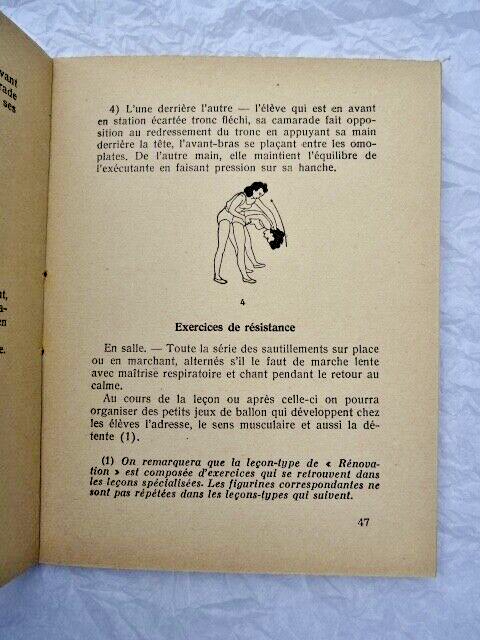 vant
rade
ses
nt,
a-
en
e.
4) L'une derrière l'autre — l'élève qui est en avant
en station écartée tronc fléchi, sa camarade fait oppo-
sition au redressement du tronc en appuyant sa main
derrière la tête, l'avant-bras se plaçant entre les omo-
plates. De l'autre main, elle maintient l'équilibre de
l'exécutante en faisant pression sur sa hanche.
4
Exercices de résistance
En salle. — Toute la série des sautillements sur place
ou en marchant, alternés s'il le faut de marche lente
avec maîtrise respiratoire et chant pendant le retour au
calme.
Au cours de la leçon ou après celle-ci on pourra
organiser des petits jeux de ballon qui développent chez
les élèves l'adresse, le sens musculaire et aussi la dé-
tente (1).
(1) On remarquera que la leçon-type de « Rénova-
tion » est composée d'exercices qui se retrouvent dans
les leçons spécialisées. Les figurines correspondantes ne
sont pas répétées dans les leçons-types qui suivent.
47